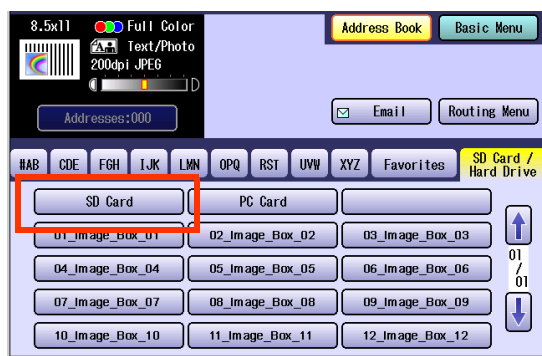 8.5x11 Full Color
Address Book Basic Menu
A Text/Photo
200dpi JPEG
D
Addresses:000
Email Routing Menu
#AB CDE FGH IJK LMN OPQ RST UVW XYZ Favorites SD Card /
Hard Drive
SD Card PC Card
01_Image_Box_01 02_Image_Box_02 03_Image_Box_03
04_Image_Box_04 05_Image_Box_05 06_Image_Box_06
07_Image_Box_07 08_Image_Box_08 09_Image_Box_09
10_Image_Box_10 11_Image_Box_11 12_Image_Box_12
01
/
01